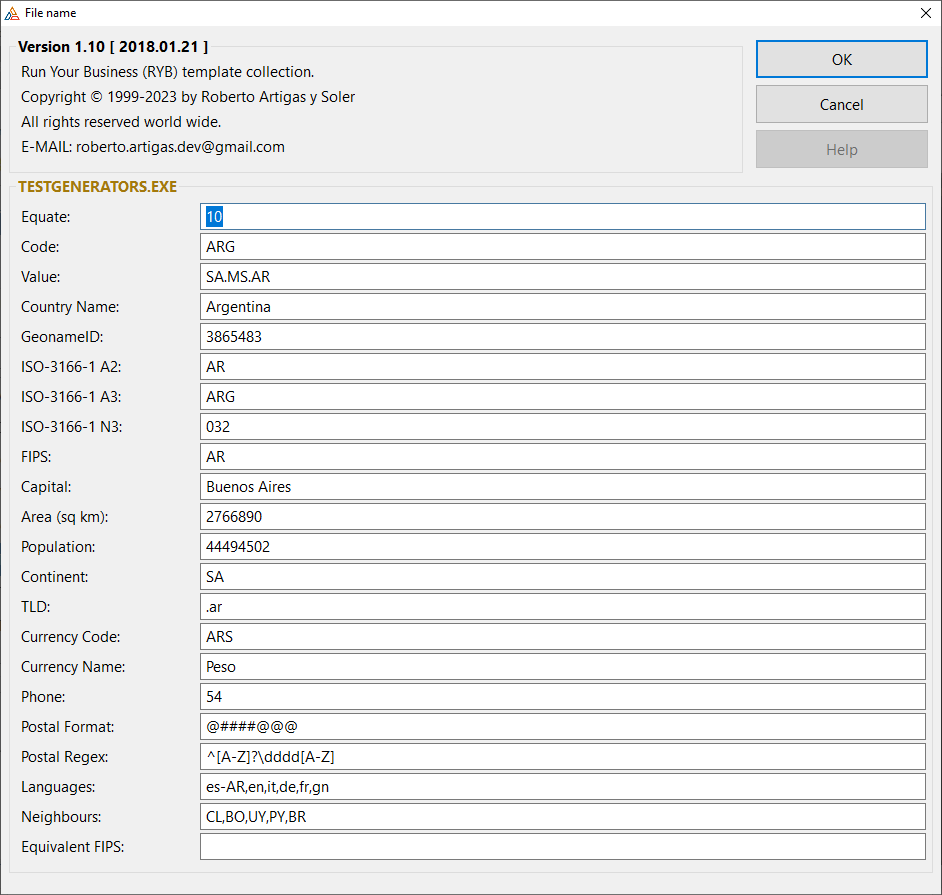 File name
Version 1.10 [ 2018.01.21 ]
Run Your Business (RYB) template collection.
Copyright © 1999-2023 by Roberto Artigas y Soler
All rights reserved world wide.
E-MAIL: roberto.artigas.dev@gmail.com
OK
Cancel
Help
TESTGENERATORS.EXE
Equate: 10
Code: ARG
Value: SA.MS.AR
Country Name: Argentina
GeonameID: 3865483
ISO-3166-1 A2: AR
ISO-3166-1 A3: ARG
ISO-3166-1 N3: 032
FIPS: AR
Capital: Buenos Aires
Area (sq km): 2766890
Population: 44494502
Continent: SA
TLD: .ar
Currency Code: ARS
Currency Name: Peso
Phone: 54
Postal Format: @####@@@
Postal Regex: ^[A-Z]?\dddd[A-Z]
Languages: es-AR,en,it,de,fr,gn
Neighbours: CL,BO,UY,PY,BR
Equivalent FIPS: